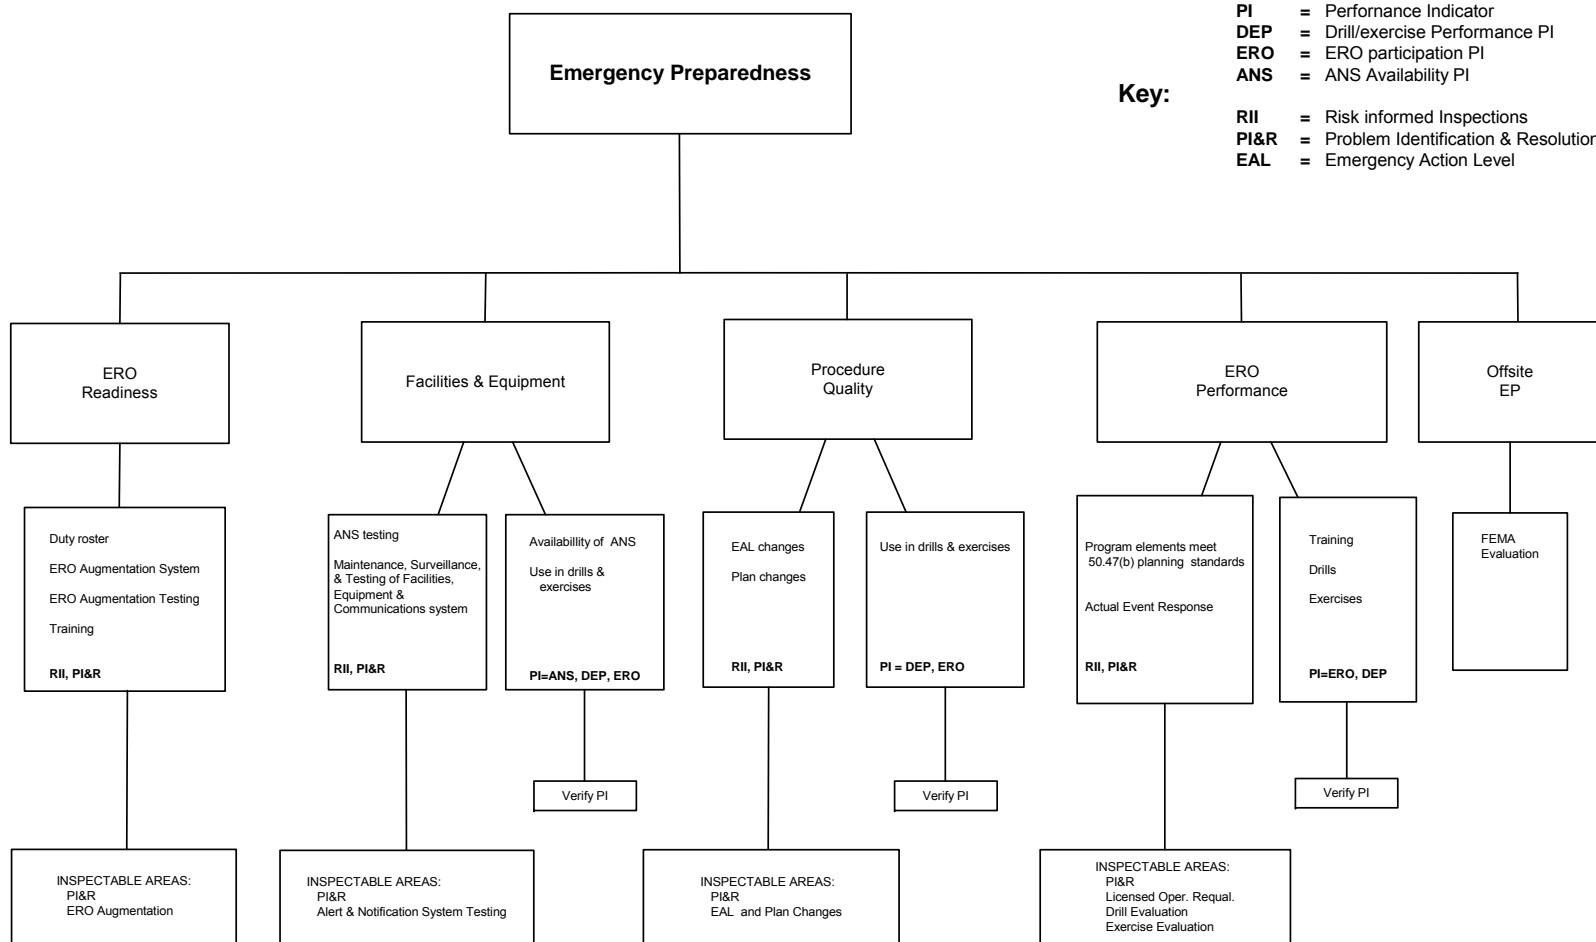 PI = Perfornance Indicator
DEP = Drill/exercise Performance PI
ERO = ERO participation PI
ANS = ANS Availability PI
Key:
RII = Risk informed Inspections
PI&R = Problem Identification & Resolution
EAL = Emergency Action Level
Emergency Preparedness
ERO
Readiness
Facilities & Equipment
Procedure
Quality
ERO
Performance
Offsite
EP
Duty roster
ERO Augmentation System
ERO Augmentation Testing
Training
RII, PI&R
ANS testing
Maintenance, Surveillance,
& Testing of Facilities,
Equipment &
Communications system
RII, PI&R
Availabillity of ANS
Use in drills &
exercises
PI=ANS, DEP, ERO
EAL changes
Plan changes
RII, PI&R
Use in drills & exercises
PI = DEP, ERO
Program elements meet
50.47(b) planning standards
Actual Event Response
RII, PI&R
Training
Drills
Exercises
PI=ERO, DEP
FEMA
Evaluation
Verify PI
Verify PI
Verify PI
INSPECTABLE AREAS:
PI&R
ERO Augmentation
INSPECTABLE AREAS:
PI&R
Alert & Notification System Testing
INSPECTABLE AREAS:
PI&R
EAL and Plan Changes
INSPECTABLE AREAS:
PI&R
Licensed Oper. Requal.
Drill Evaluation
Exercise Evaluation